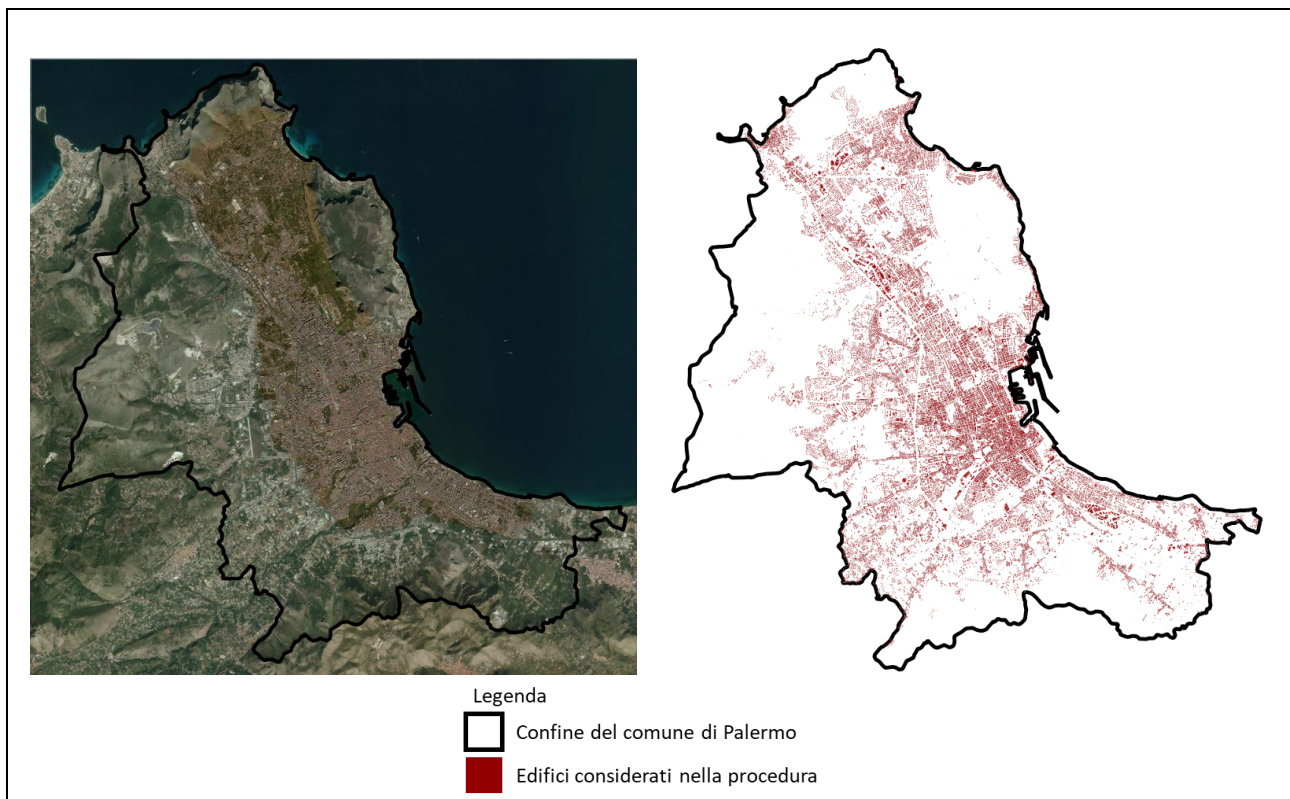 Legenda
Confine del comune di Palermo
Edifici considerati nella procedura